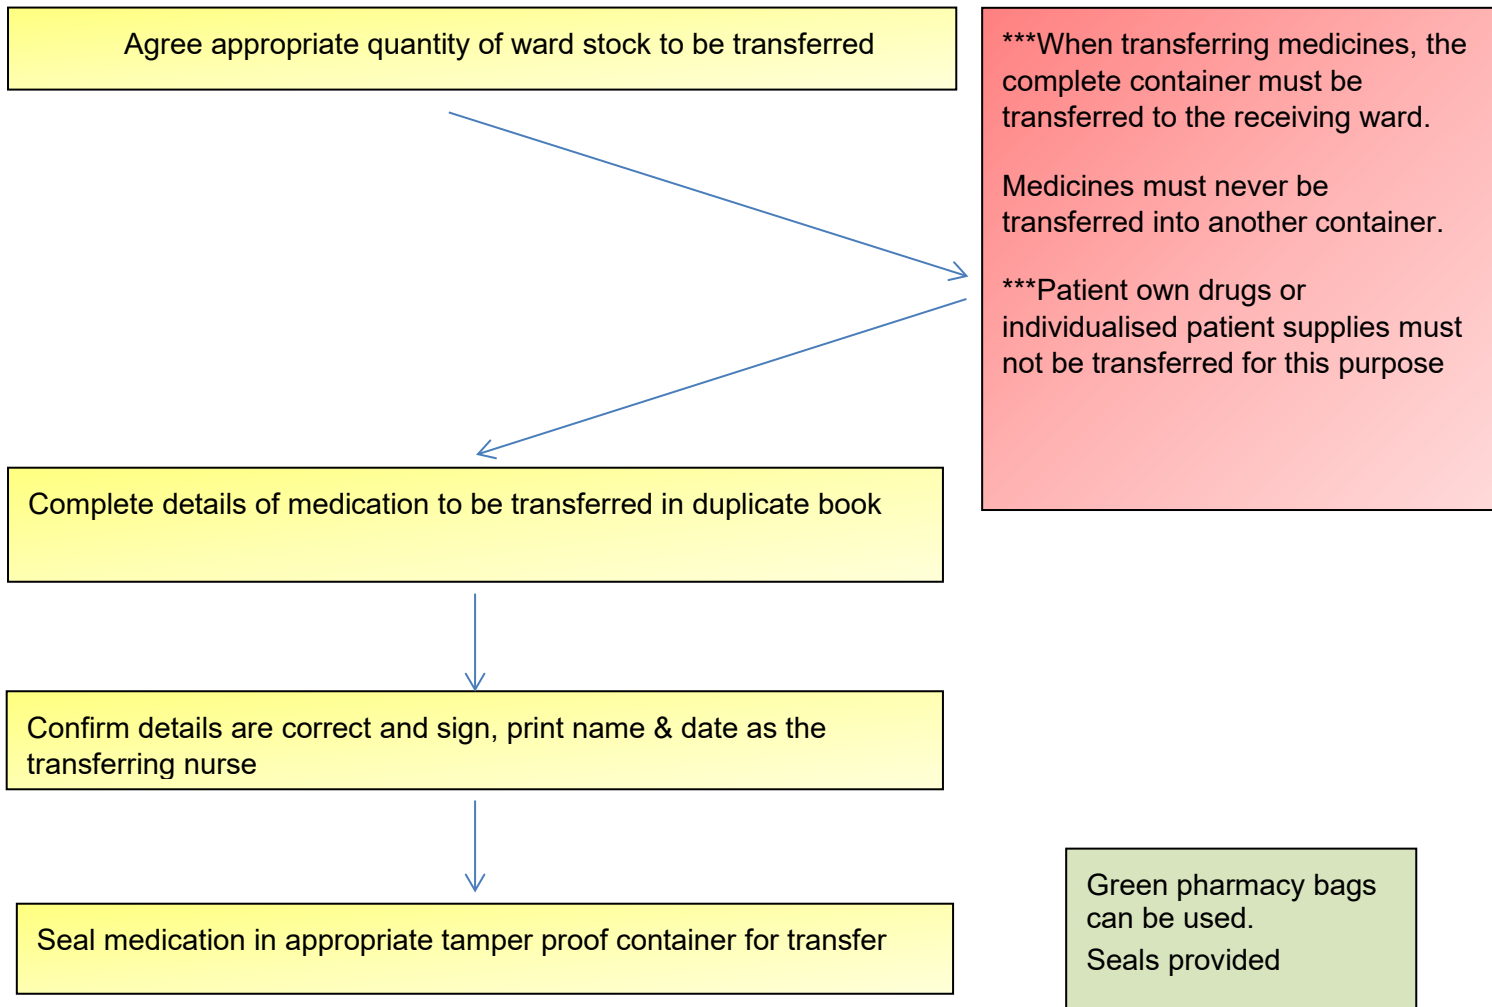 Agree appropriate quantity of ward stock to be transferred
***When transferring medicines, the
complete container must be
transferred to the receiving ward.
Medicines must never be
transferred into another container.
***Patient own drugs or
individualised patient supplies must
not be transferred for this purpose
Complete details of medication to be transferred in duplicate book
Confirm details are correct and sign, print name & date as the
transferring nurse
Seal medication in appropriate tamper proof container for transfer
Green pharmacy bags
can be used.
Seals provided